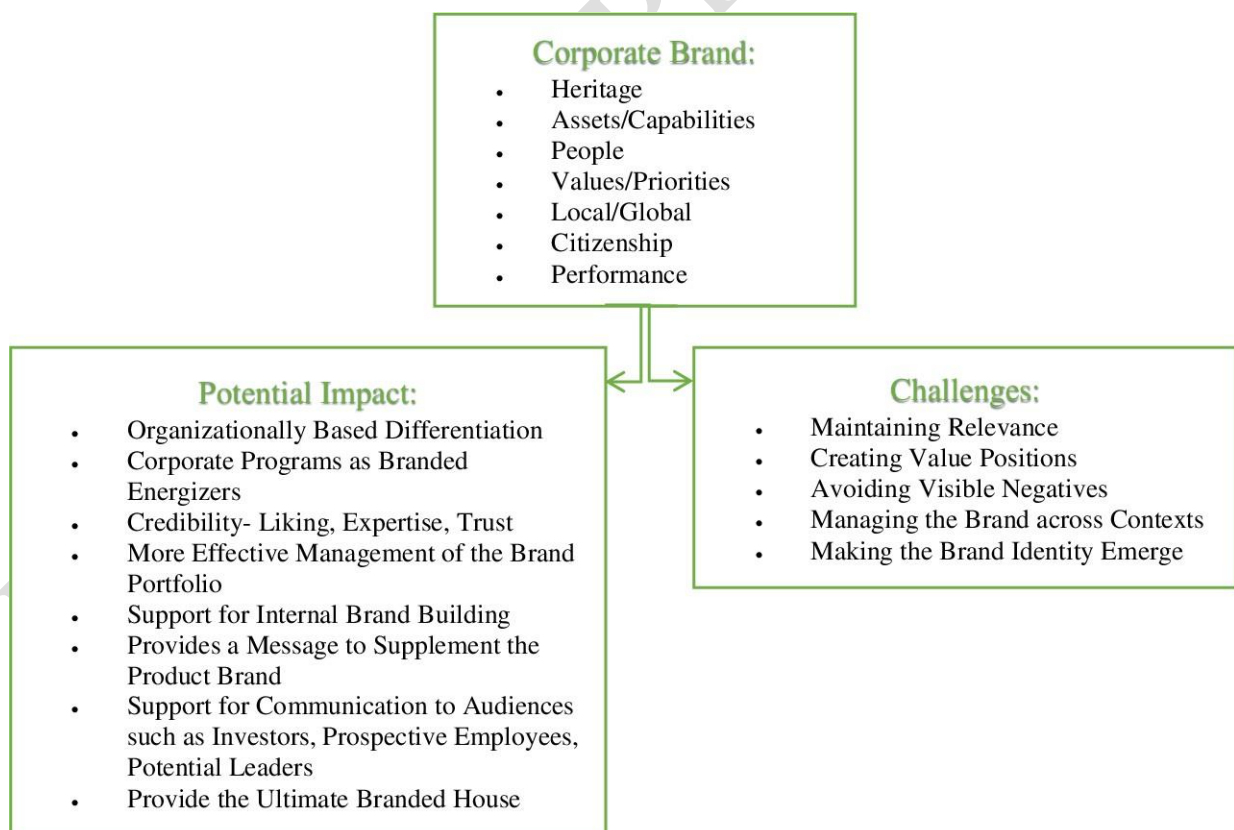 Corporate Brand:
• Heritage
• Assets/Capabilities
• People
• Values/Priorities
• Local/Global
• Citizenship
• Performance
Potential Impact:
• Organizationally Based Differentiation
• Corporate Programs as Branded
Energizers
• Credibility- Liking, Expertise, Trust
• More Effective Management of the Brand
Portfolio
• Support for Internal Brand Building
• Provides a Message to Supplement the
Product Brand
• Support for Communication to Audiences
such as Investors, Prospective Employees,
Potential Leaders
• Provide the Ultimate Branded House
Challenges:
• Maintaining Relevance
• Creating Value Positions
• Avoiding Visible Negatives
• Managing the Brand across Contexts
• Making the Brand Identity Emerge